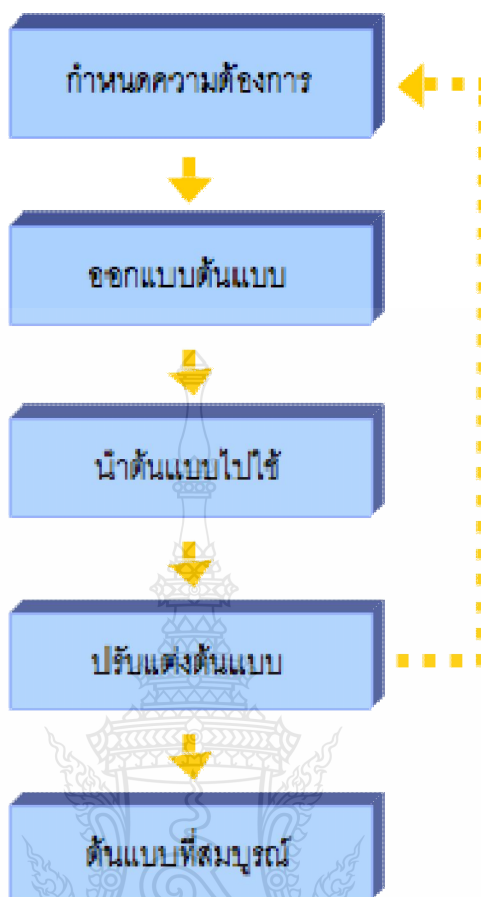 กำหนดความต้องการ
ออกแบบต้นแบบ
นำต้นแบบไปใช้
ปรับแต่งต้นแบบ
ต้นแบบที่สมบูรณ์